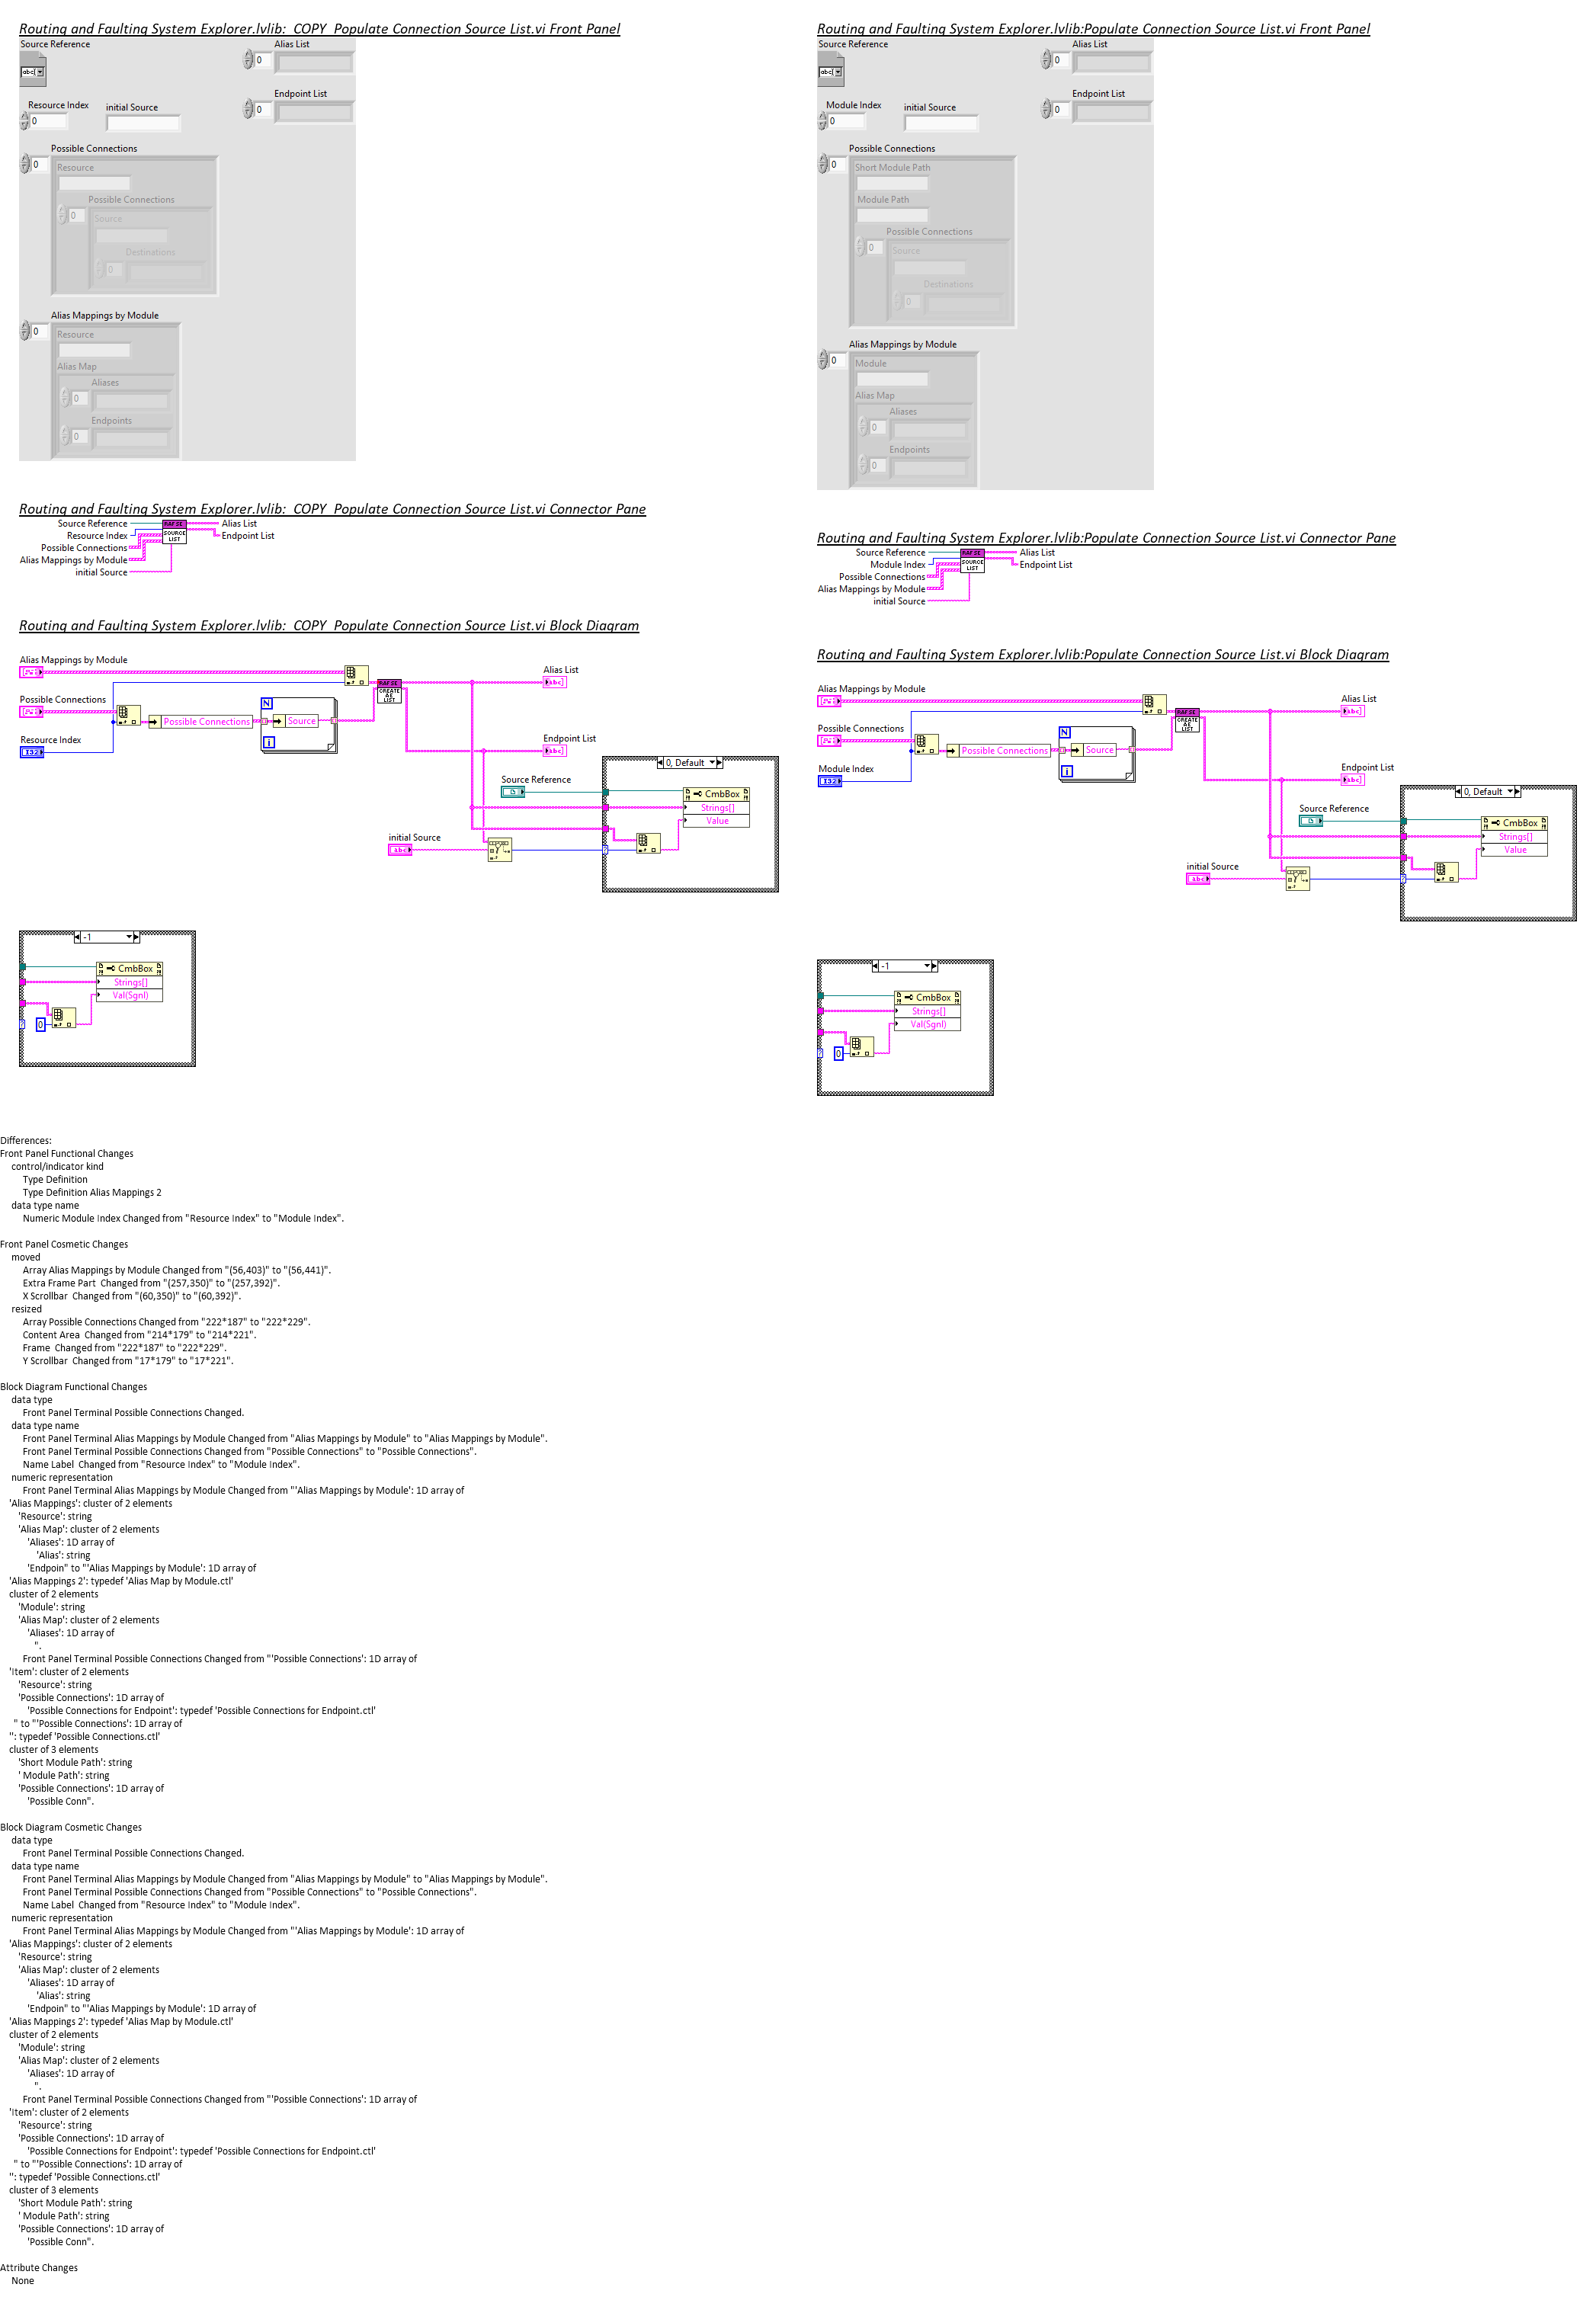 Routing and Faulting System Explorer.lvlib:  COPY  Populate Connection Source List.vi Front Panel
Source Reference
abc
Alias List
0
Endpoint List
0
Resource Index
0
initial Source
Possible Connections
0
Resource
Possible Connections
0
Source
Destinations
0
Alias Mappings by Module
0
Resource
Alias Map
Aliases
0
Endpoints
0
Routing and Faulting System Explorer.lvlib:  COPY  Populate Connection Source List.vi Connector Pane
Source Reference
Resource Index
Possible Connections
Alias Mappings by Module
initial Source
RAFSE
SOURCE
LIST
Alias List
Endpoint List
Routing and Faulting System Explorer.lvlib:  COPY  Populate Connection Source List.vi Block Diagram
Alias Mappings by Module
Possible Connections
Resource Index
I32
Possible Connections
N
Source
i
RAFSE
CREATE
AE
LIST
Alias List
abc
Endpoint List
abc
Source Reference
initial Source
abc
0, Default
CmbBox
Strings[]
Value
?
-1
CmbBox
Strings[]
Val(Sgnl)
0
?
Routing and Faulting System Explorer.lvlib:Populate Connection Source List.vi Front Panel
Source Reference
abc
Alias List
0
Endpoint List
0
Module Index
0
initial Source
Possible Connections
0
Short Module Path
Module Path
Possible Connections
0
Source
Destinations
0
Alias Mappings by Module
0
Module
Alias Map
Aliases
0
Endpoints
0
Routing and Faulting System Explorer.lvlib:Populate Connection Source List.vi Connector Pane
Source Reference
Module Index
Possible Connections
Alias Mappings by Module
initial Source
RAFSE
SOURCE
LIST
Alias List
Endpoint List
Routing and Faulting System Explorer.lvlib:Populate Connection Source List.vi Block Diagram
Alias Mappings by Module
Possible Connections
Module Index
I32
Possible Connections
N
Source
i
RAFSE
CREATE
AE
LIST
Alias List
abc
Endpoint List
abc
Source Reference
initial Source
abc
0, Default
CmbBox
Strings[]
Value
?
-1
CmbBox
Strings[]
Val(Sgnl)
0
?
Differences:
Front Panel Functional Changes
control/indicator kind
Type Definition
Type Definition Alias Mappings 2
data type name
Numeric Module Index Changed from "Resource Index" to "Module Index".
Front Panel Cosmetic Changes
moved
Array Alias Mappings by Module Changed from "(56,403)" to "(56,441)".
Extra Frame Part  Changed from "(257,350)" to "(257,392)".
X Scrollbar  Changed from "(60,350)" to "(60,392)".
resized
Array Possible Connections Changed from "222*187" to "222*229".
Content Area  Changed from "214*179" to "214*221".
Frame  Changed from "222*187" to "222*229".
Y Scrollbar  Changed from "17*179" to "17*221".
Block Diagram Functional Changes
data type
Front Panel Terminal Possible Connections Changed.
data type name
Front Panel Terminal Alias Mappings by Module Changed from "Alias Mappings by Module" to "Alias Mappings by Module".
Front Panel Terminal Possible Connections Changed from "Possible Connections" to "Possible Connections".
Name Label  Changed from "Resource Index" to "Module Index".
numeric representation
Front Panel Terminal Alias Mappings by Module Changed from "'Alias Mappings by Module': 1D array of
'Alias Mappings': cluster of 2 elements
'Resource': string
'Alias Map': cluster of 2 elements
'Aliases': 1D array of
'Alias': string
'Endpoin" to "'Alias Mappings by Module': 1D array of
'Alias Mappings 2': typedef 'Alias Map by Module.ctl'
cluster of 2 elements
'Module': string
'Alias Map': cluster of 2 elements
'Aliases': 1D array of
".
Front Panel Terminal Possible Connections Changed from "'Possible Connections': 1D array of
'Item': cluster of 2 elements
'Resource': string
'Possible Connections': 1D array of
'Possible Connections for Endpoint': typedef 'Possible Connections for Endpoint.ctl'
" to "'Possible Connections': 1D array of
'': typedef 'Possible Connections.ctl'
cluster of 3 elements
'Short Module Path': string
' Module Path': string
'Possible Connections': 1D array of
'Possible Conn".
Block Diagram Cosmetic Changes
data type
Front Panel Terminal Possible Connections Changed.
data type name
Front Panel Terminal Alias Mappings by Module Changed from "Alias Mappings by Module" to "Alias Mappings by Module".
Front Panel Terminal Possible Connections Changed from "Possible Connections" to "Possible Connections".
Name Label  Changed from "Resource Index" to "Module Index".
numeric representation
Front Panel Terminal Alias Mappings by Module Changed from "'Alias Mappings by Module': 1D array of
'Alias Mappings': cluster of 2 elements
'Resource': string
'Alias Map': cluster of 2 elements
'Aliases': 1D array of
'Alias': string
'Endpoin" to "'Alias Mappings by Module': 1D array of
'Alias Mappings 2': typedef 'Alias Map by Module.ctl'
cluster of 2 elements
'Module': string
'Alias Map': cluster of 2 elements
'Aliases': 1D array of
".
Front Panel Terminal Possible Connections Changed from "'Possible Connections': 1D array of
'Item': cluster of 2 elements
'Resource': string
'Possible Connections': 1D array of
'Possible Connections for Endpoint': typedef 'Possible Connections for Endpoint.ctl'
" to "'Possible Connections': 1D array of
'': typedef 'Possible Connections.ctl'
cluster of 3 elements
'Short Module Path': string
' Module Path': string
'Possible Connections': 1D array of
'Possible Conn".
Attribute Changes
None